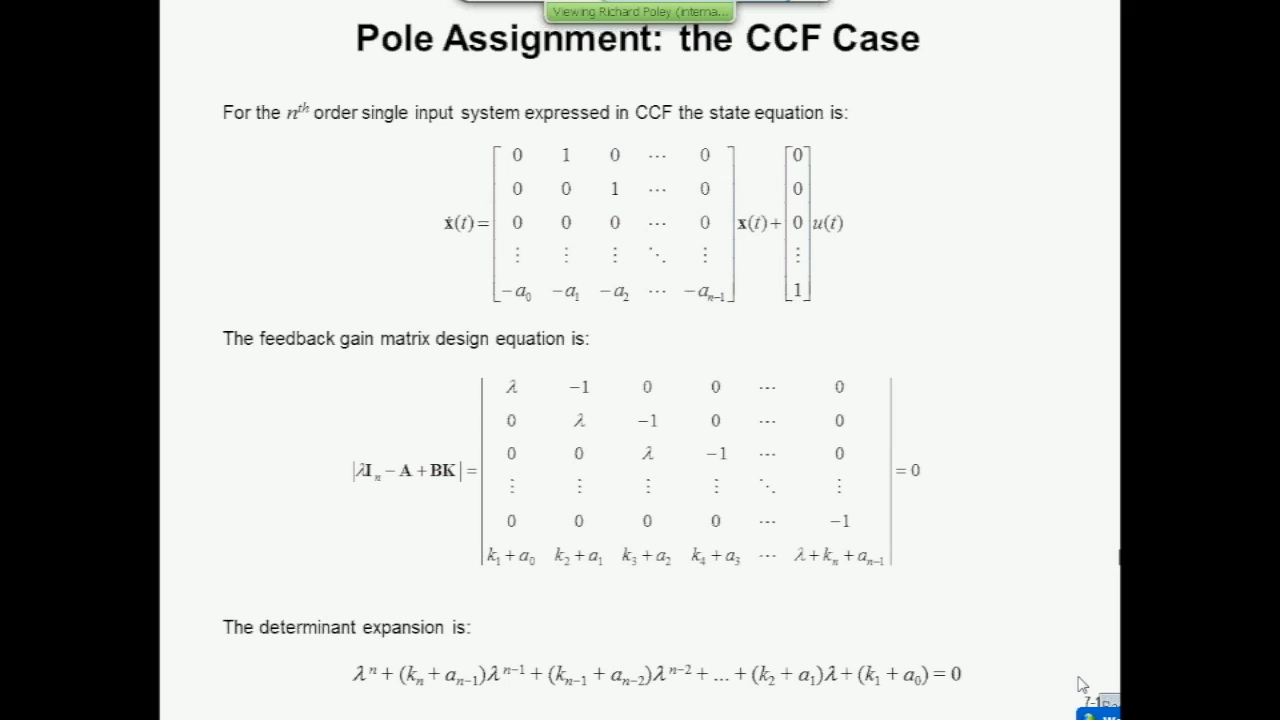 Viewing Richard Poley (interna...
Pole Assignment: the CCF Case
For the n^th order single input system expressed in CCF the state equation is:
ẋ(t) = [ 0 1 0 ⋯ 0 ; 0 0 1 ⋯ 0 ; 0 0 0 ⋯ 0 ; ⋮ ⋮ ⋮ ⋱ ⋮ ; −a₀ −a₁ −a₂ ⋯ −aₙ₋₁ ] x(t) + [ 0 ; 0 ; 0 ; ⋮ ; 1 ] u(t)
The feedback gain matrix design equation is:
|λIₙ − A + BK| = | λ −1 0 0 ⋯ 0 ; 0 λ −1 0 ⋯ 0 ; 0 0 λ −1 ⋯ 0 ; ⋮ ⋮ ⋮ ⋮ ⋱ ⋮ ; 0 0 0 0 ⋯ −1 ; k₁ + a₀ k₂ + a₁ k₃ + a₂ k₄ + a₃ ⋯ λ + kₙ + aₙ₋₁ | = 0
The determinant expansion is:
λⁿ + (kₙ + aₙ₋₁)λⁿ⁻¹ + (kₙ₋₁ + aₙ₋₂)λⁿ⁻² + ... + (k₂ + a₁)λ + (k₁ + a₀) = 0